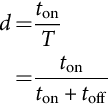 d = t_on / T
= t_on / (t_on + t_off)